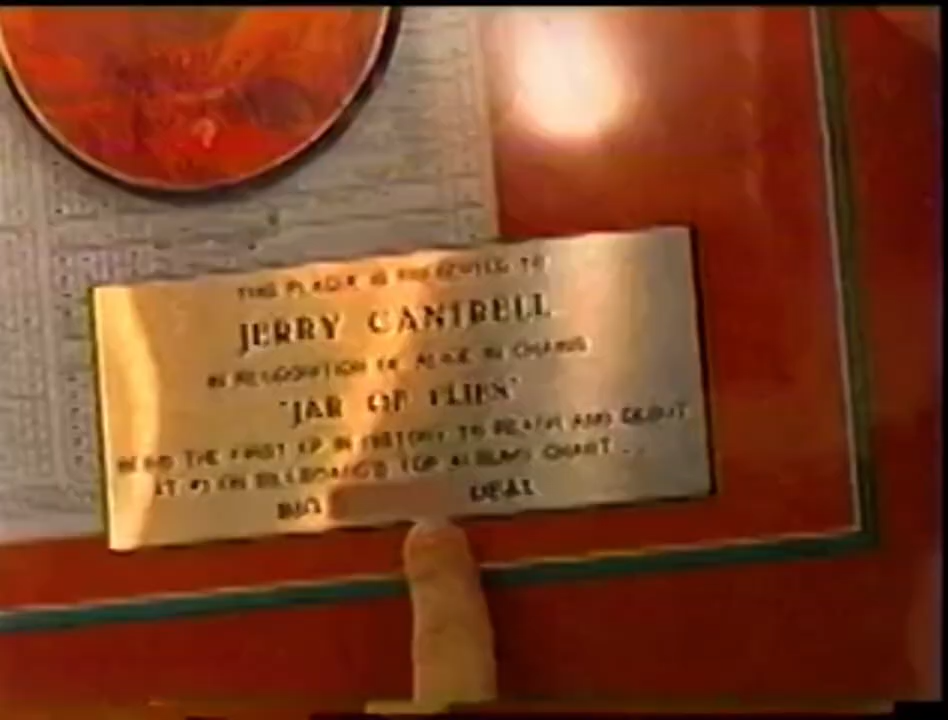 THIS PLAQUE IS PRESENTED TO
JERRY CANTRELL
IN RECOGNITION OF ALICE IN CHAINS
"JAR OF FLIES"
BEING THE FIRST EP IN HISTORY TO REACH AND DEBUT
AT #1 ON BILLBOARD'S TOP ALBUMS CHART...
BIG DEAL